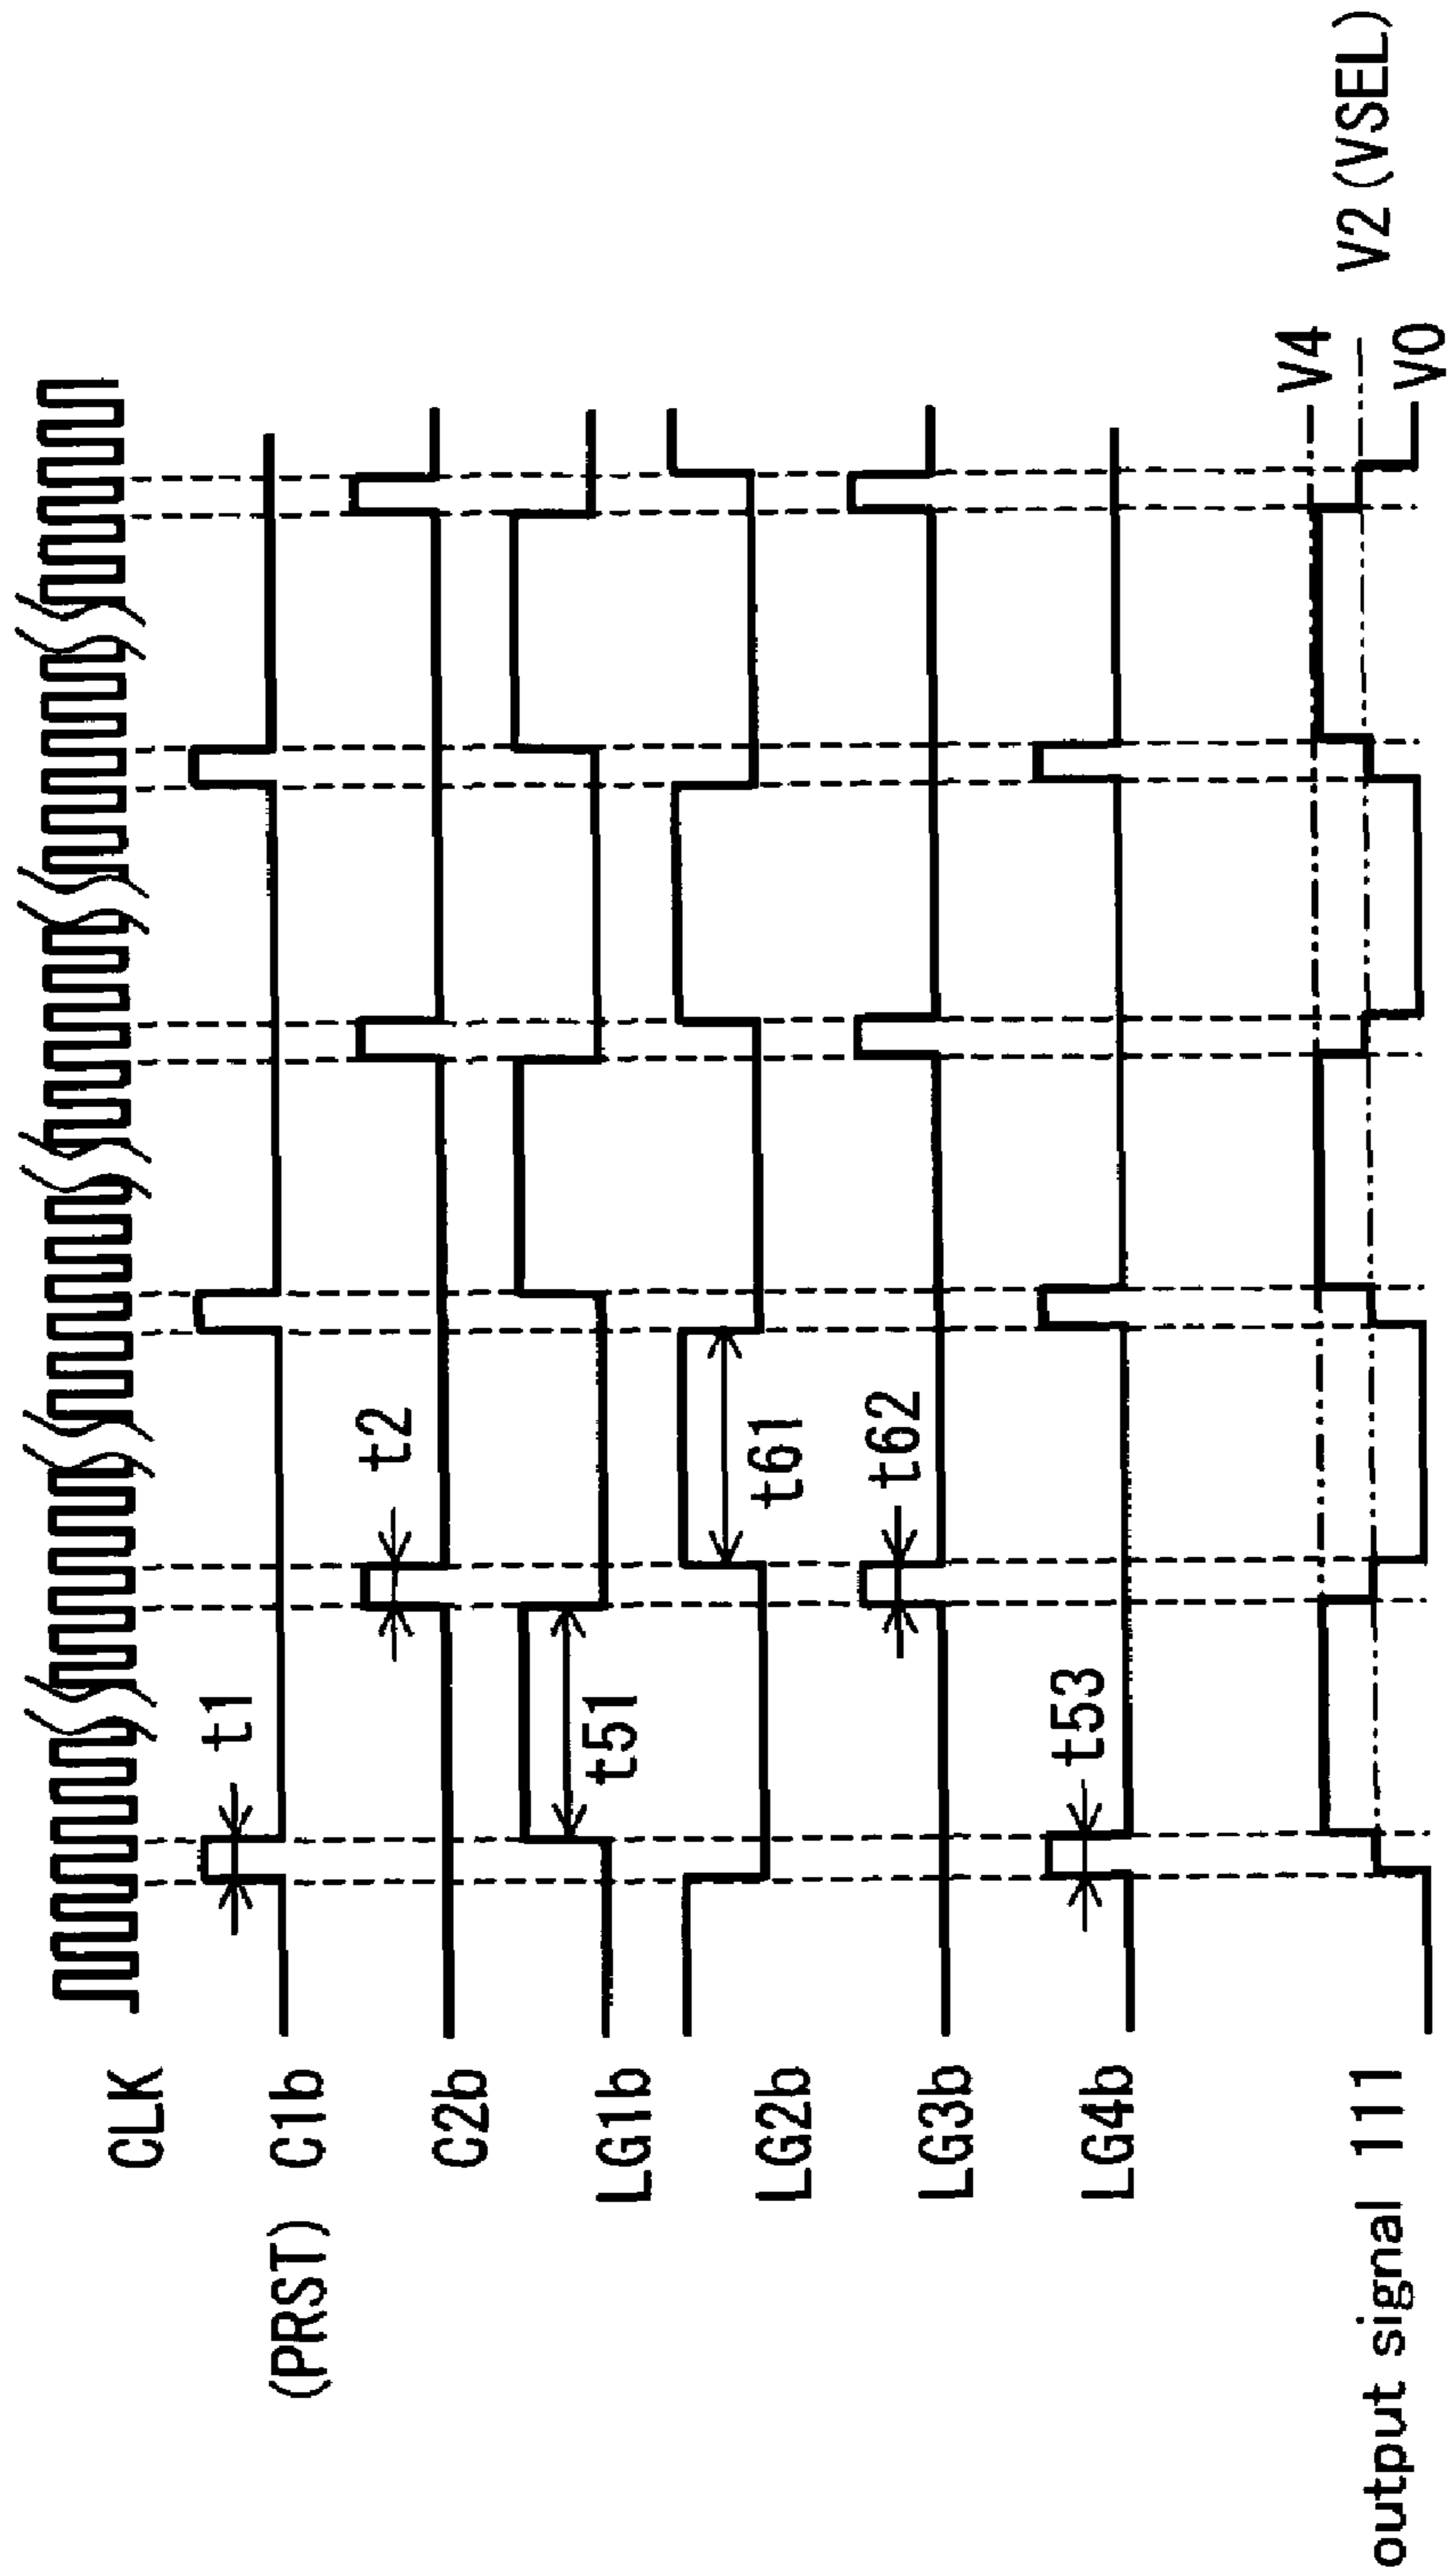 CLK
(PRST) C1b
t1
C2b
t2
LG1b
t51
LG2b
t61
LG3b
t62
LG4b
t53
output signal 111
V4
V2(VSEL)
V0